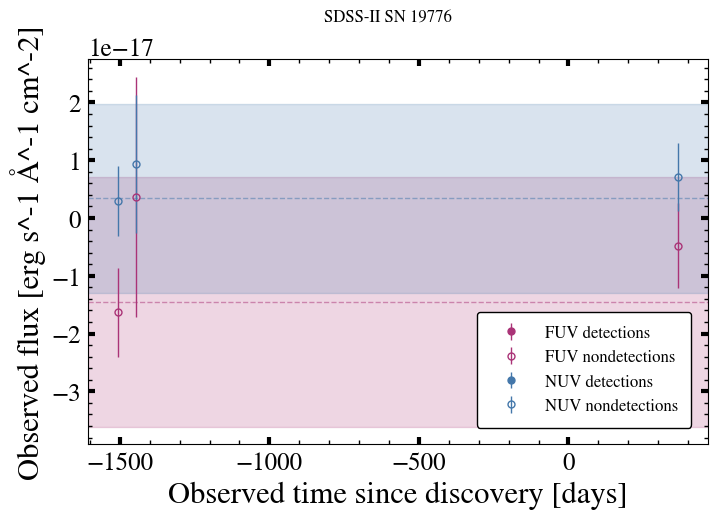 SDSS-II SN 19776
1e−17
Observed flux [erg s^-1 Å^-1 cm^-2]
2
1
0
−1
−2
−3
FUV detections
FUV nondetections
NUV detections
NUV nondetections
−1500
−1000
−500
0
Observed time since discovery [days]